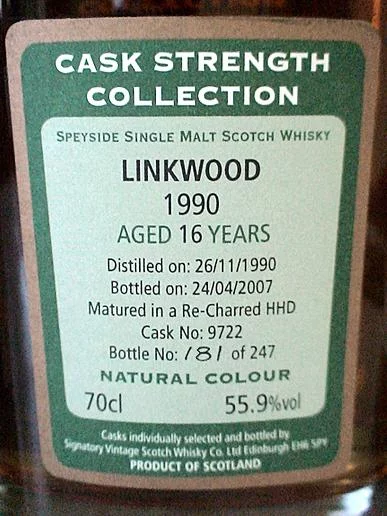 CASK STRENGTH
COLLECTION
SPEYSIDE SINGLE MALT SCOTCH WHISKY
LINKWOOD
1990
AGED 16 YEARS
Distilled on: 26/11/1990
Bottled on: 24/04/2007
Matured in a Re-Charred HHD
Cask No: 9722
Bottle No: 181 of 247
NATURAL COLOUR
70cl 55.9%vol
Casks individually selected and bottled by
Signatory Vintage Scotch Whisky Co. Ltd Edinburgh EH6 5PY
PRODUCT OF SCOTLAND